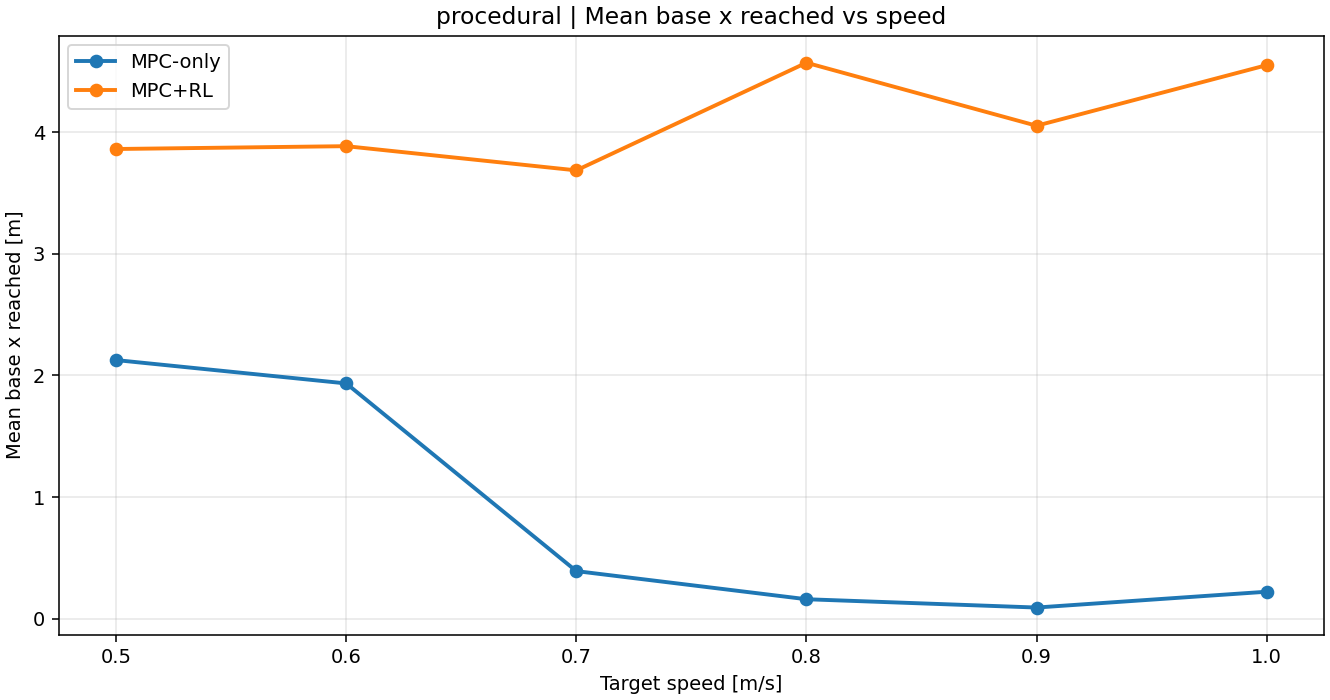 procedural | Mean base x reached vs speed
MPC-only
MPC+RL
Mean base x reached [m]
4
3
2
1
0
0.5 0.6 0.7 0.8 0.9 1.0
Target speed [m/s]